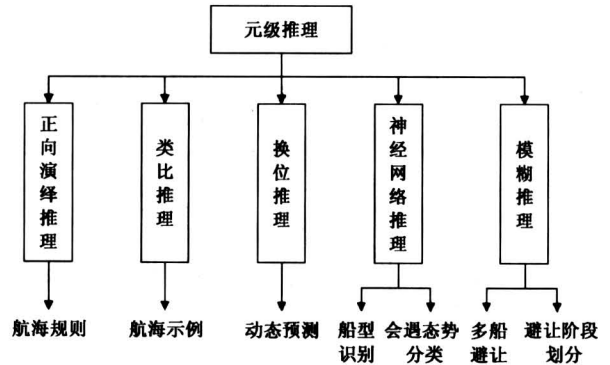 元级推理
正向演绎推理
类比推理
换位推理
神经网络推理
模糊推理
航海规则
航海示例
动态预测
船型
识别
会遇态势
分类
多船
避让
避让阶段
划分